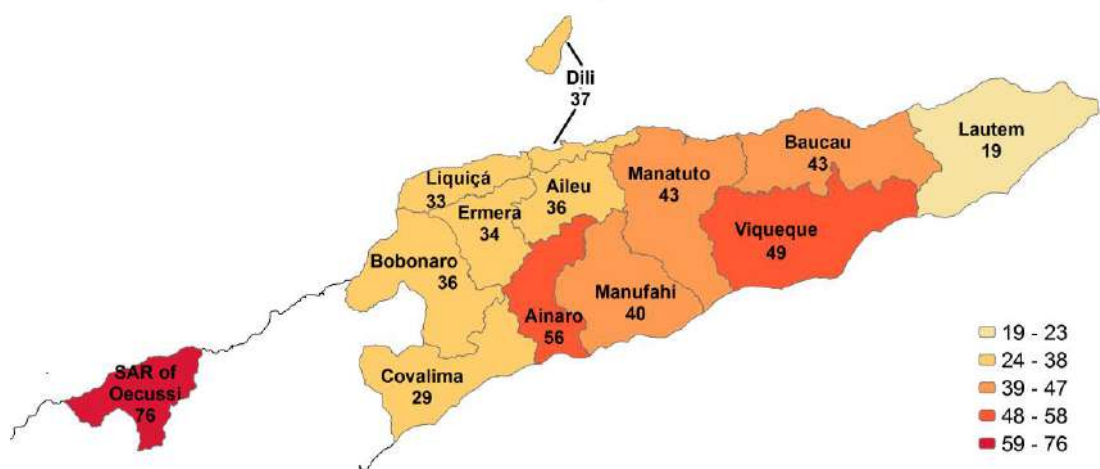 Dili
37
Lautem
19
Baucau
43
Manatuto
43
Liquiçá
33
Aileu
36
Ermera
34
Viqueque
49
Bobonaro
36
Manufahi
40
Ainaro
56
Covalima
29
SAR of
Oecussi
76
19 - 23
24 - 38
39 - 47
48 - 58
59 - 76